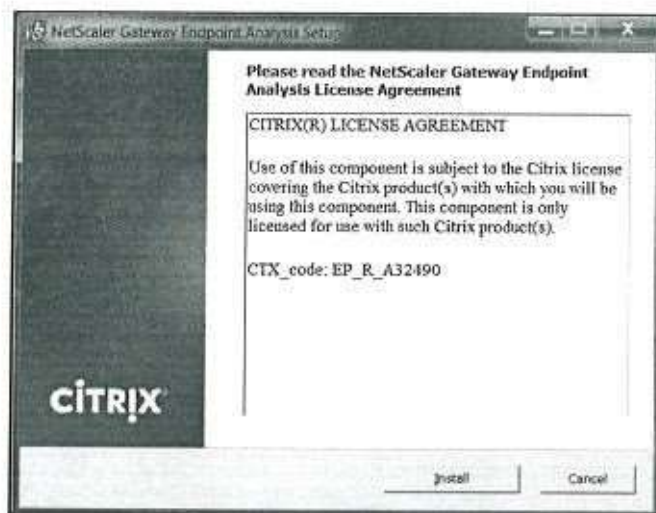 NetScaler Gateway Endpoint Analysis Setup
Please read the NetScaler Gateway Endpoint
Analysis License Agreement
CITRIX(R) LICENSE AGREEMENT
Use of this component is subject to the Citrix license
covering the Citrix product(s) with which you will be
using this component. This component is only
licensed for use with such Citrix product(s).
CTX_code: EP_R_A32490
CITRIX
Install
Cancel